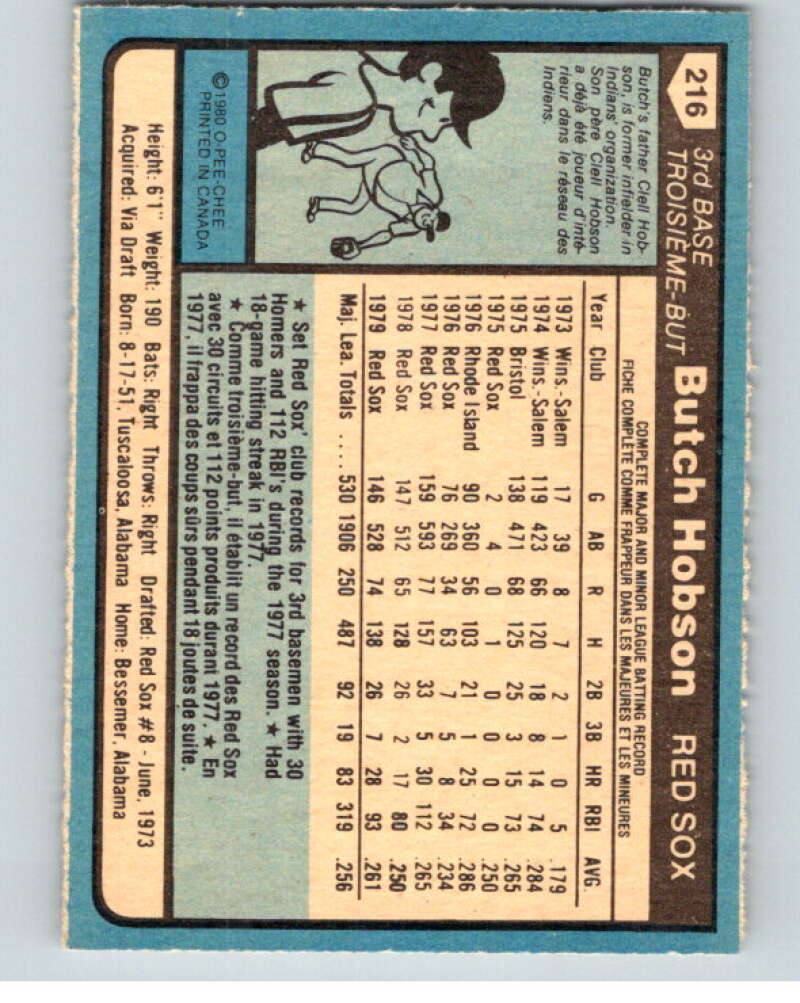 216
3rd BASE
TROISIÈME-BUT
Butch Hobson
RED SOX
Butch's father Clell Hob-
son, is former infielder in
Indians' organization.
Son père Clell Hobson
a déjà été joueur d'inté-
rieur dans le réseau des
Indiens.
©1980 O-PEE-CHEE
PRINTED IN CANADA
COMPLETE MAJOR AND MINOR LEAGUE BATTING RECORD
FICHE COMPLÈTE COMME FRAPPEUR DANS LES MAJEURES ET LES MINEURES
Year Club G AB R H 2B 3B HR RBI AVG.
1973 Wins.-Salem 17 39 8 7 2 1 0 5 .179
1974 Wins.-Salem 119 423 66 120 18 8 14 74 .284
1975 Bristol 138 471 68 125 25 3 15 73 .265
1975 Red Sox 2 4 0 1 0 0 0 0 .250
1976 Rhode Island 90 360 56 103 21 1 25 72 .286
1976 Red Sox 76 269 34 63 7 5 8 34 .234
1977 Red Sox 159 593 77 157 33 5 30 112 .265
1978 Red Sox 147 512 65 128 26 2 17 80 .250
1979 Red Sox 146 528 74 138 26 7 28 93 .261
Maj. Lea. Totals .... 530 1906 250 487 92 19 83 319 .256
★ Set Red Sox' club records for 3rd basemen with 30
Homers and 112 RBI's during the 1977 season. ★ Had
18-game hitting streak in 1977.
★ Comme troisième-but, il établit un record des Red Sox
avec 30 circuits et 112 points produits durant 1977. ★ En
1977, il frappa des coups sûrs pendant 18 joutes de suite.
Height: 6'1" Weight: 190 Bats: Right Throws: Right Drafted: Red Sox #8 - June, 1973
Acquired: Via Draft Born: 8-17-51, Tuscaloosa, Alabama Home: Bessemer, Alabama